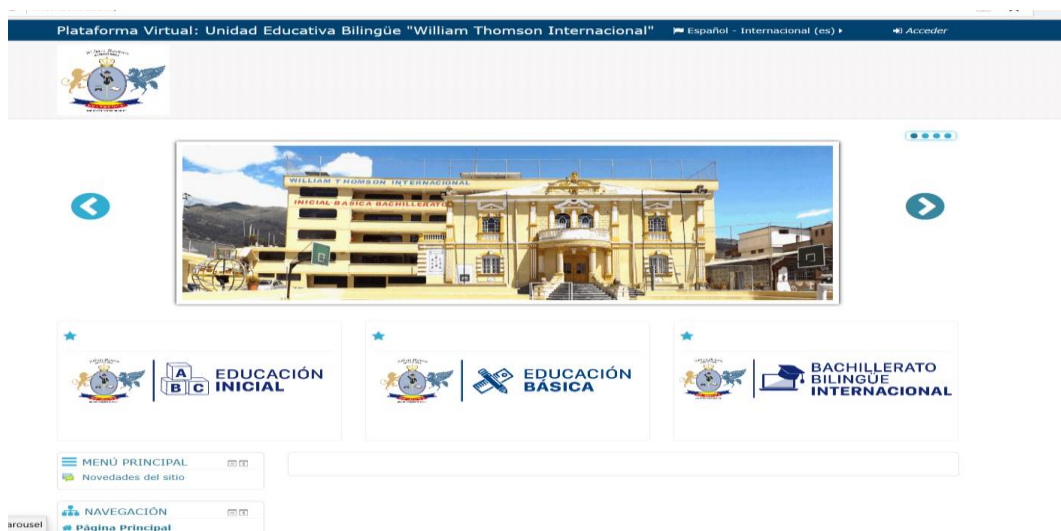 Plataforma Virtual: Unidad Educativa Bilingüe "William Thomson Internacional" Español - Internacional (es) Acceder
WILLIAM THOMSON INTERNACIONAL
INICIAL-BASICA-BACHILLERATO
EDUCACIÓN
INICIAL
A
B C
EDUCACIÓN
BÁSICA
BACHILLERATO
BILINGÜE
INTERNACIONAL
MENÚ PRINCIPAL
Novedades del sitio
NAVEGACIÓN
Página Principal
arousel